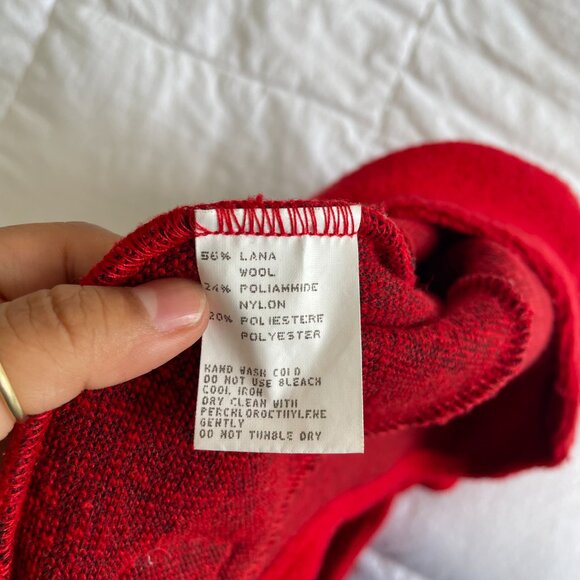 56% LANA
WOOL
24% POLIAMMIDE
NYLON
20% POLIESTERE
POLYESTER
HAND WASH COLD
DO NOT USE BLEACH
COOL IRON
DRY CLEAN WITH
PERCHLOROETHYLENE
GENTLY
DO NOT TUMBLE DRY